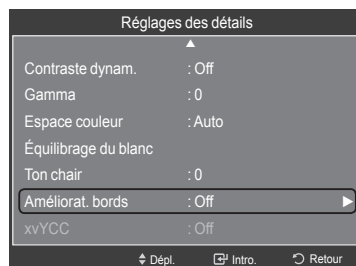 Réglages des détails
Contraste dynam. : Off
Gamma : 0
Espace couleur : Auto
Équilibrage du blanc
Ton chair : 0
Améliorat. bords : Off
xvYCC : Off
Dépl. Intro. Retour